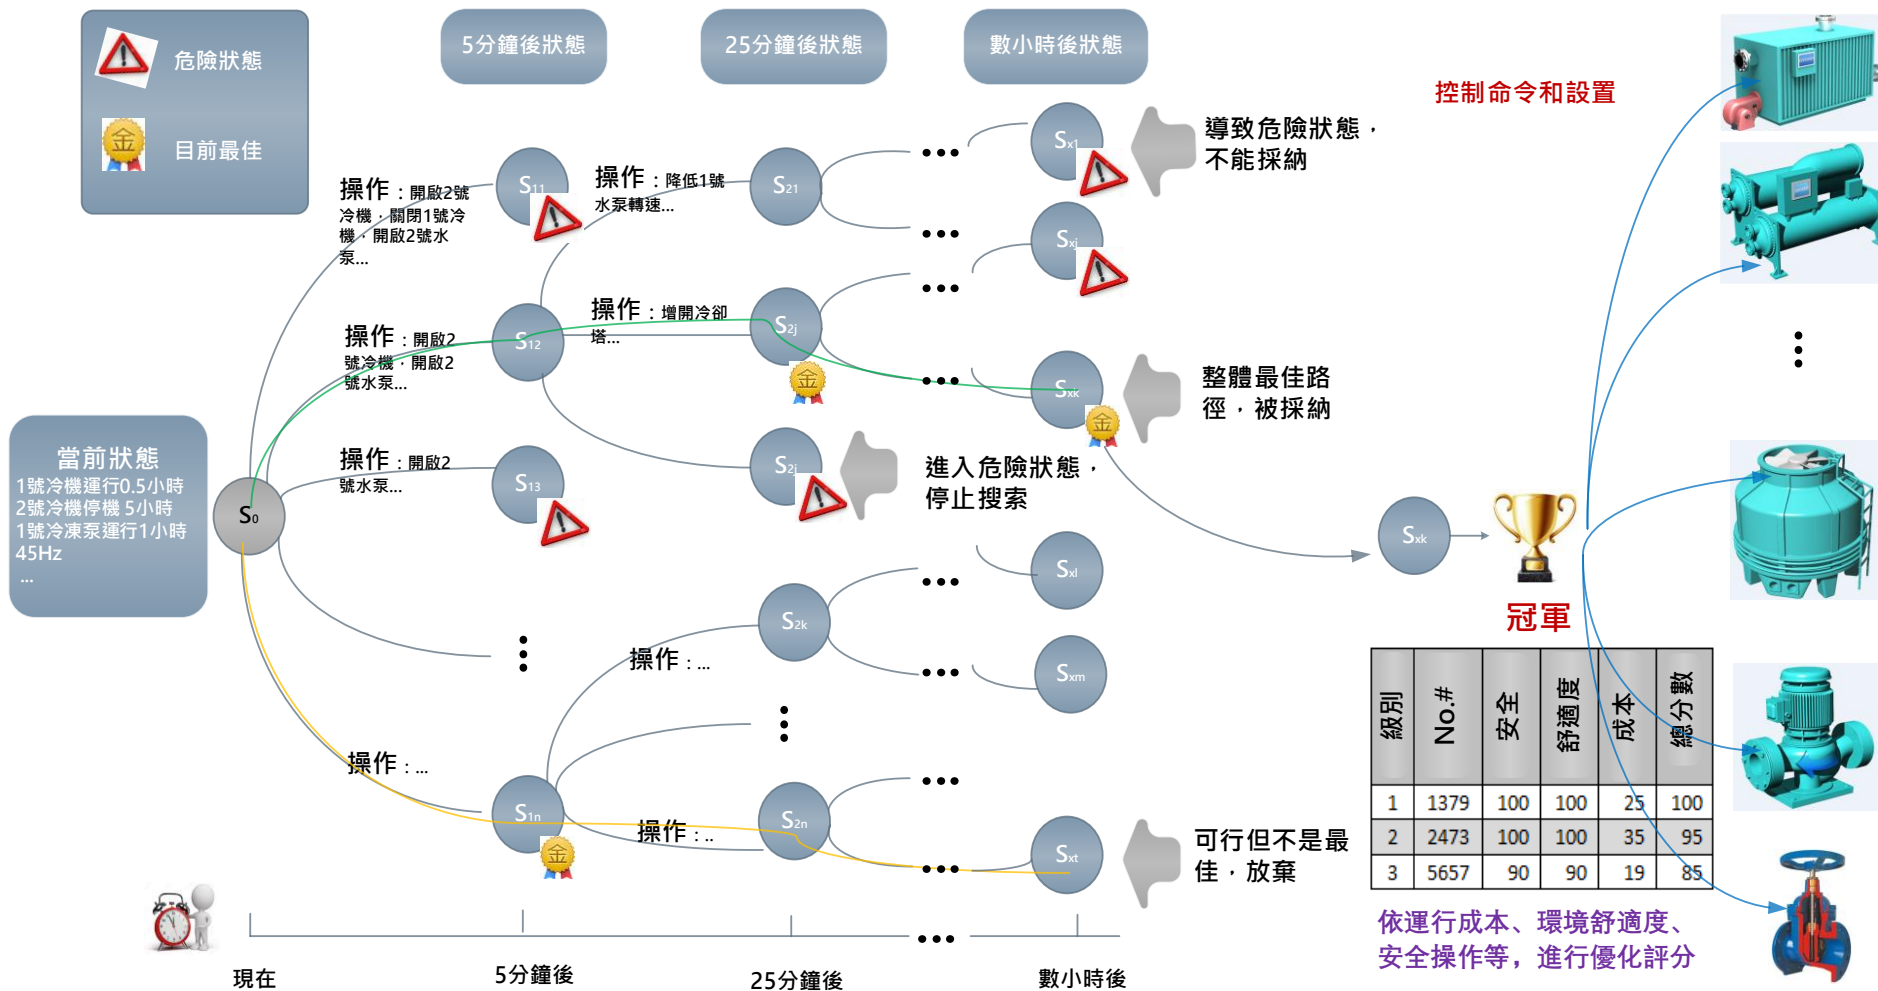 危險狀態
金
目前最佳
5分鐘後狀態
25分鐘後狀態
數小時後狀態
控制命令和設置
操作：開啟2號
冷機，關閉1號冷
機，開啟2號水
泵...
S11
操作：降低1號
水泵轉速...
S21
Sx1
導致危險狀態，
不能採納
Sxj
操作：開啟2
號冷機，開啟2
號水泵...
S12
操作：增開冷卻
塔...
S2j
金
Sxk
金
整體最佳路
徑，被採納
當前狀態
1號冷機運行0.5小時
2號冷機停機 5小時
1號冷凍泵運行1小時
45Hz
...
S0
操作：開啟2
號水泵...
S13
S2j
進入危險狀態，
停止搜索
Sxk
冠軍
Sxl
S2k
操作：...
Sxm
操作：...
S1n
金
操作：..
S2n
Sxt
可行但不是最
佳，放棄
級別 No.# 安全 舒適度 成本 總分數
1 1379 100 100 25 100
2 2473 100 100 35 95
3 5657 90 90 19 85
依運行成本、環境舒適度、
安全操作等，進行優化評分
現在
5分鐘後
25分鐘後
數小時後